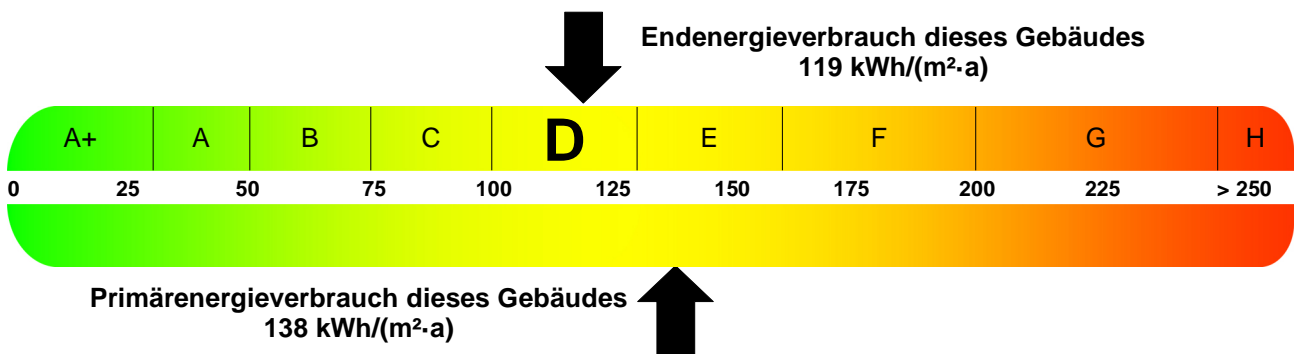 Endenergieverbrauch dieses Gebäudes
119 kWh/(m²·a)
A+ A B C D E F G H
0 25 50 75 100 125 150 175 200 225 > 250
Primärenergieverbrauch dieses Gebäudes
138 kWh/(m²·a)